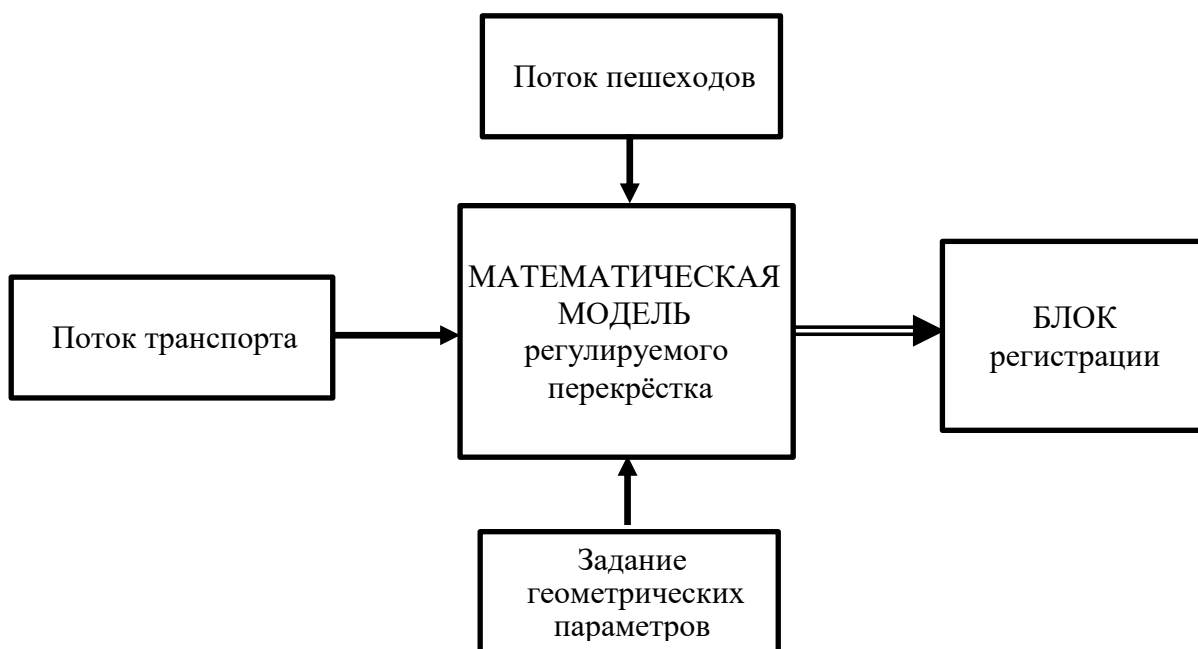 Поток пешеходов
Поток транспорта
МАТЕМАТИЧЕСКАЯ
МОДЕЛЬ
регулируемого
перекрёстка
БЛОК
регистрации
Задание
геометрических
параметров